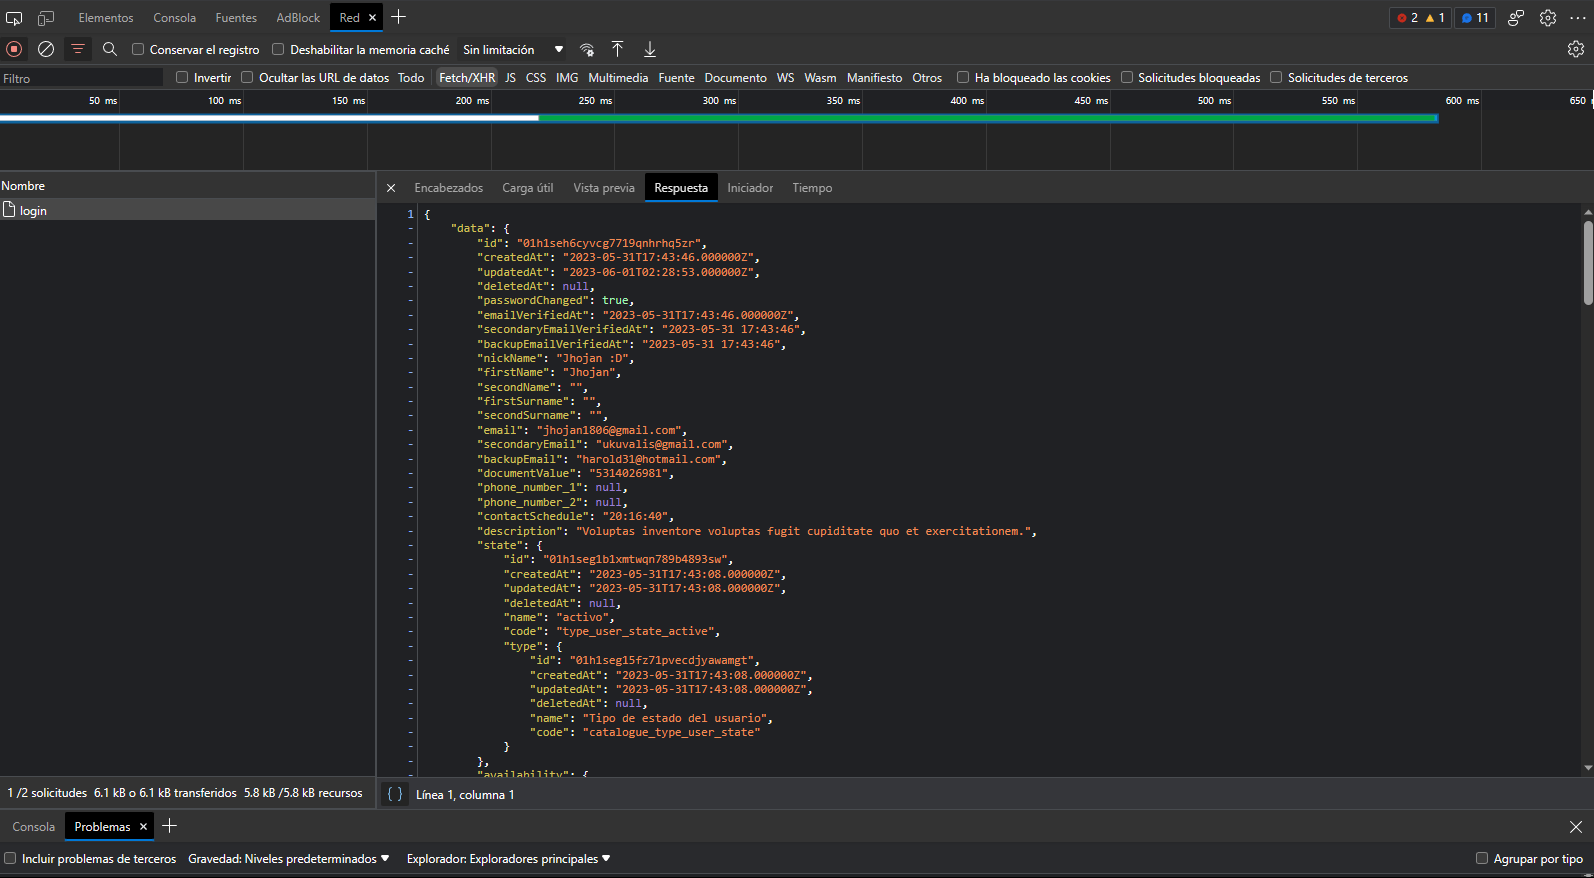 Elementos Consola Fuentes AdBlock Red × + 2 1 11
Conservar el registro Deshabilitar la memoria caché Sin limitación
Filtro Invertir Ocultar las URL de datos Todo Fetch/XHR JS CSS IMG Multimedia Fuente Documento WS Wasm Manifiesto Otros Ha bloqueado las cookies Solicitudes bloqueadas Solicitudes de terceros
50 ms 100 ms 150 ms 200 ms 250 ms 300 ms 350 ms 400 ms 450 ms 500 ms 550 ms 600 ms 650
Nombre
login
Encabezados Carga útil Vista previa Respuesta Iniciador Tiempo
1 {
- "data": {
- "id": "01h1seh6cyvcg7719qnhrhq5zr",
- "createdAt": "2023-05-31T17:43:46.000000Z",
- "updatedAt": "2023-06-01T02:28:53.000000Z",
- "deletedAt": null,
- "passwordChanged": true,
- "emailVerifiedAt": "2023-05-31T17:43:46.000000Z",
- "secondaryEmailVerifiedAt": "2023-05-31 17:43:46",
- "backupEmailVerifiedAt": "2023-05-31 17:43:46",
- "nickName": "Jhojan :D",
- "firstName": "Jhojan",
- "secondName": "",
- "firstSurname": "",
- "secondSurname": "",
- "email": "jhojan1806@gmail.com",
- "secondaryEmail": "ukuvalis@gmail.com",
- "backupEmail": "harold31@hotmail.com",
- "documentValue": "5314026981",
- "phone_number_1": null,
- "phone_number_2": null,
- "contactSchedule": "20:16:40",
- "description": "Voluptas inventore voluptas fugit cupiditate quo et exercitationem.",
- "state": {
- "id": "01h1seg1b1xmtwqn789b4893sw",
- "createdAt": "2023-05-31T17:43:08.000000Z",
- "updatedAt": "2023-05-31T17:43:08.000000Z",
- "deletedAt": null,
- "name": "activo",
- "code": "type_user_state_active",
- "type": {
- "id": "01h1seg15fz71pvecdjyawamgt",
- "createdAt": "2023-05-31T17:43:08.000000Z",
- "updatedAt": "2023-05-31T17:43:08.000000Z",
- "deletedAt": null,
- "name": "Tipo de estado del usuario",
- "code": "catalogue_type_user_state"
- }
- },
- "availability": {
1 /2 solicitudes 6.1 kB o 6.1 kB transferidos 5.8 kB /5.8 kB recursos
{ } Línea 1, columna 1
Consola Problemas × +
Incluir problemas de terceros Gravedad: Niveles predeterminados Explorador: Exploradores principales Agrupar por tipo